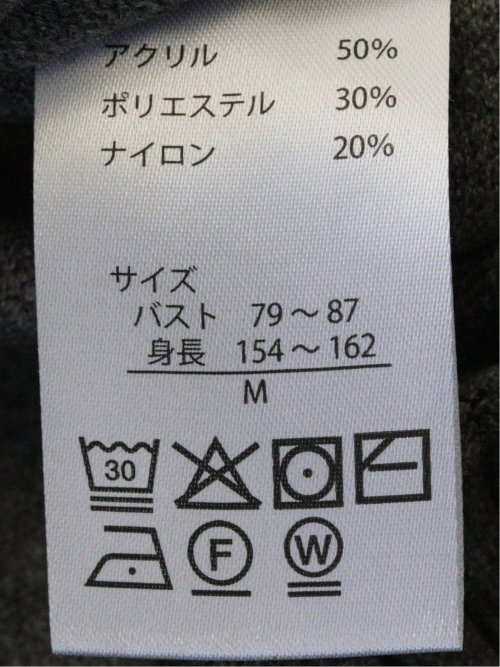 アクリル 50%
ポリエステル 30%
ナイロン 20%
サイズ
バスト 79～87
身長 154～162
M
30
F W